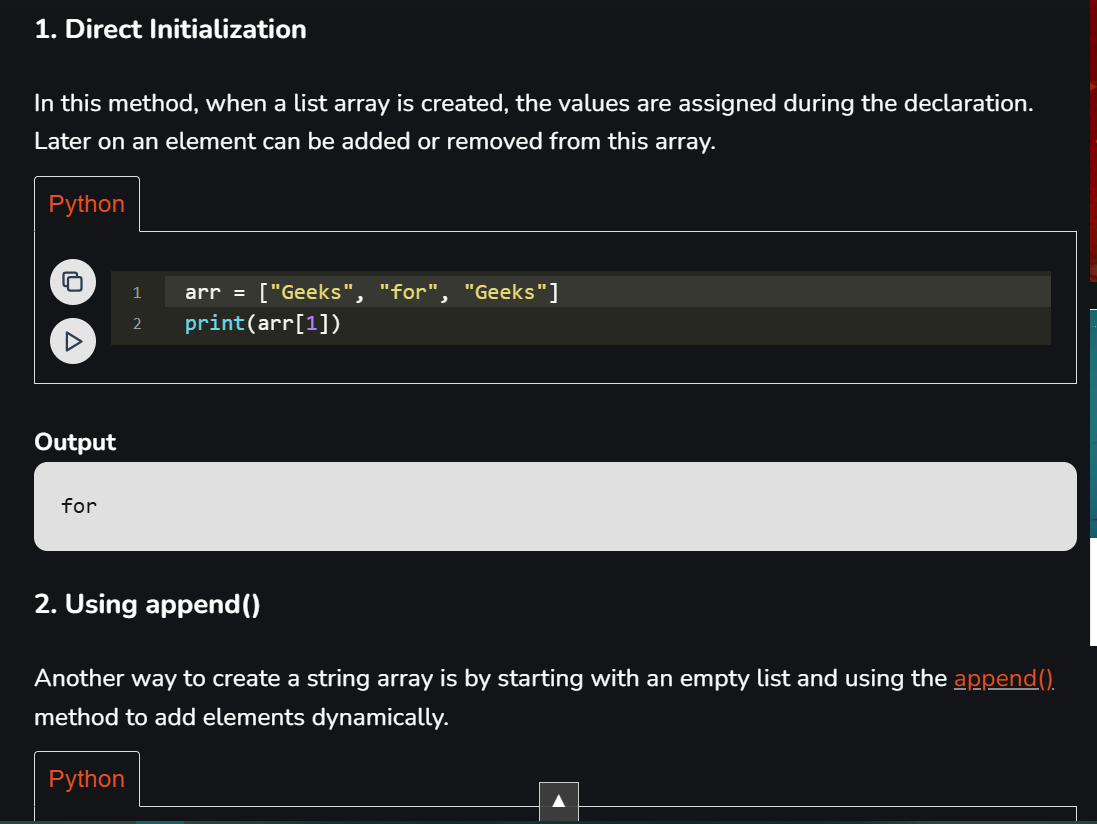 1. Direct Initialization
In this method, when a list array is created, the values are assigned during the declaration.
Later on an element can be added or removed from this array.
Python
1 arr = ["Geeks", "for", "Geeks"]
2 print(arr[1])
Output
for
2. Using append()
Another way to create a string array is by starting with an empty list and using the append()
method to add elements dynamically.
Python